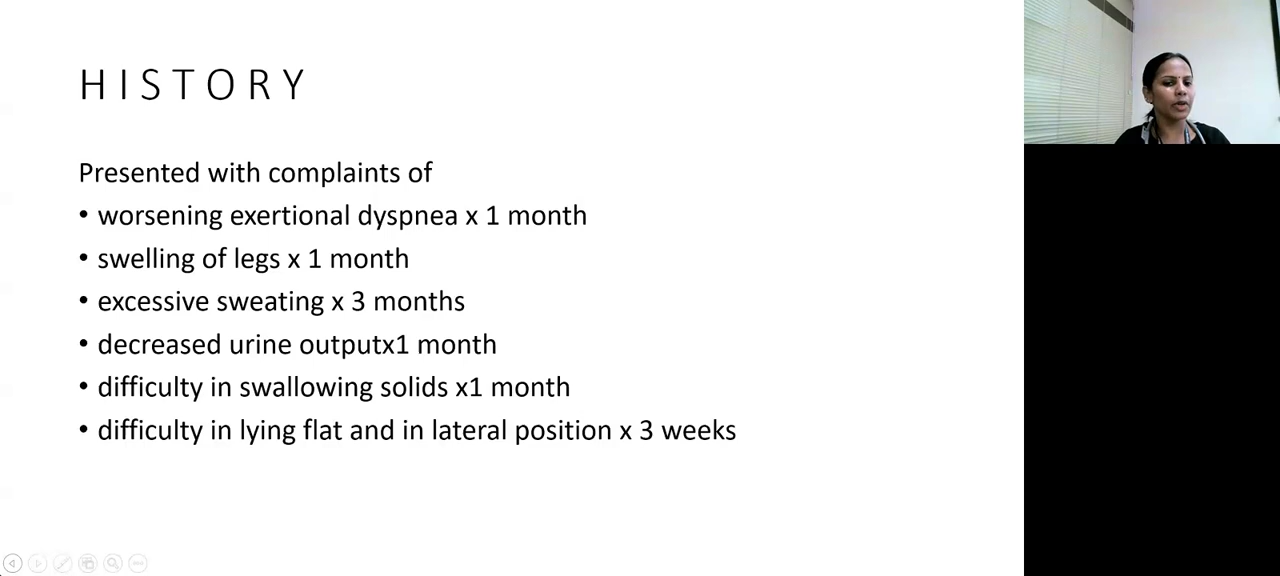 HISTORY
Presented with complaints of
• worsening exertional dyspnea x 1 month
• swelling of legs x 1 month
• excessive sweating x 3 months
• decreased urine outputx1 month
• difficulty in swallowing solids x1 month
• difficulty in lying flat and in lateral position x 3 weeks